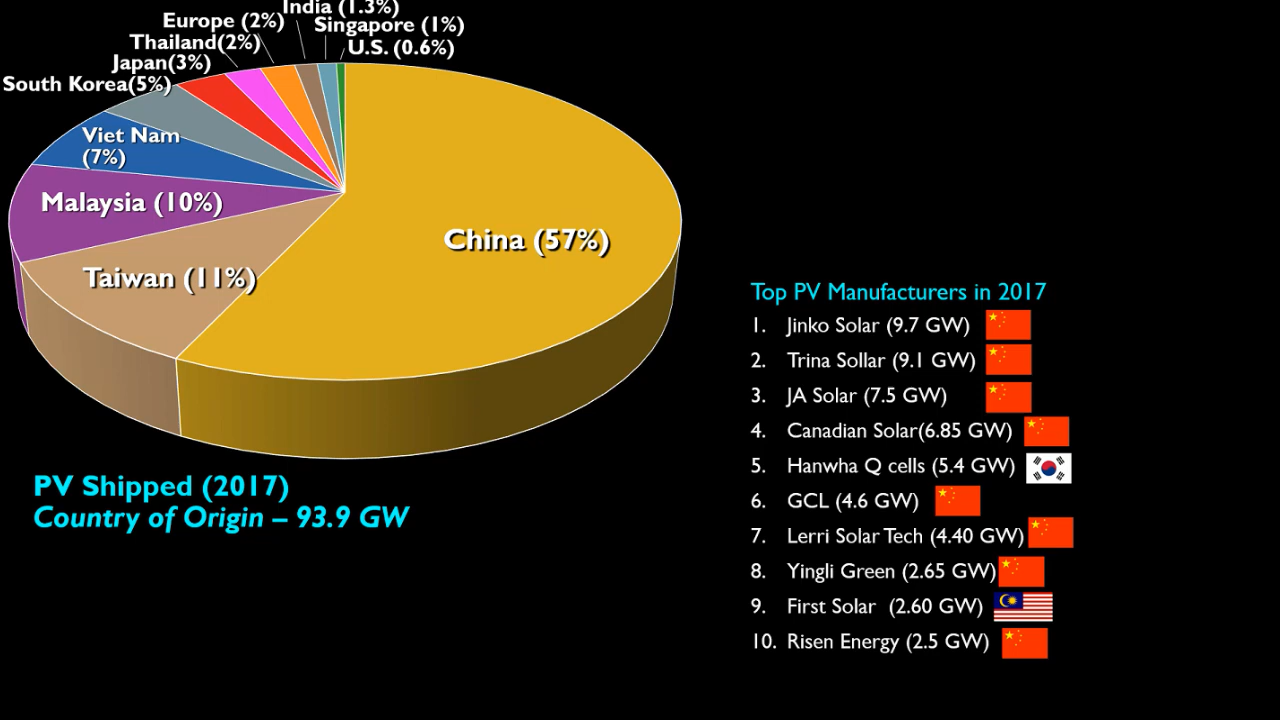 India (1.3%)
Europe (2%)
Singapore (1%)
Thailand(2%)
U.S. (0.6%)
Japan(3%)
South Korea(5%)
Viet Nam
(7%)
Malaysia (10%)
China (57%)
Taiwan (11%)
PV Shipped (2017)
Country of Origin – 93.9 GW
Top PV Manufacturers in 2017
1. Jinko Solar (9.7 GW)
2. Trina Sollar (9.1 GW)
3. JA Solar (7.5 GW)
4. Canadian Solar(6.85 GW)
5. Hanwha Q cells (5.4 GW)
6. GCL (4.6 GW)
7. Lerri Solar Tech (4.40 GW)
8. Yingli Green (2.65 GW)
9. First Solar (2.60 GW)
10. Risen Energy (2.5 GW)